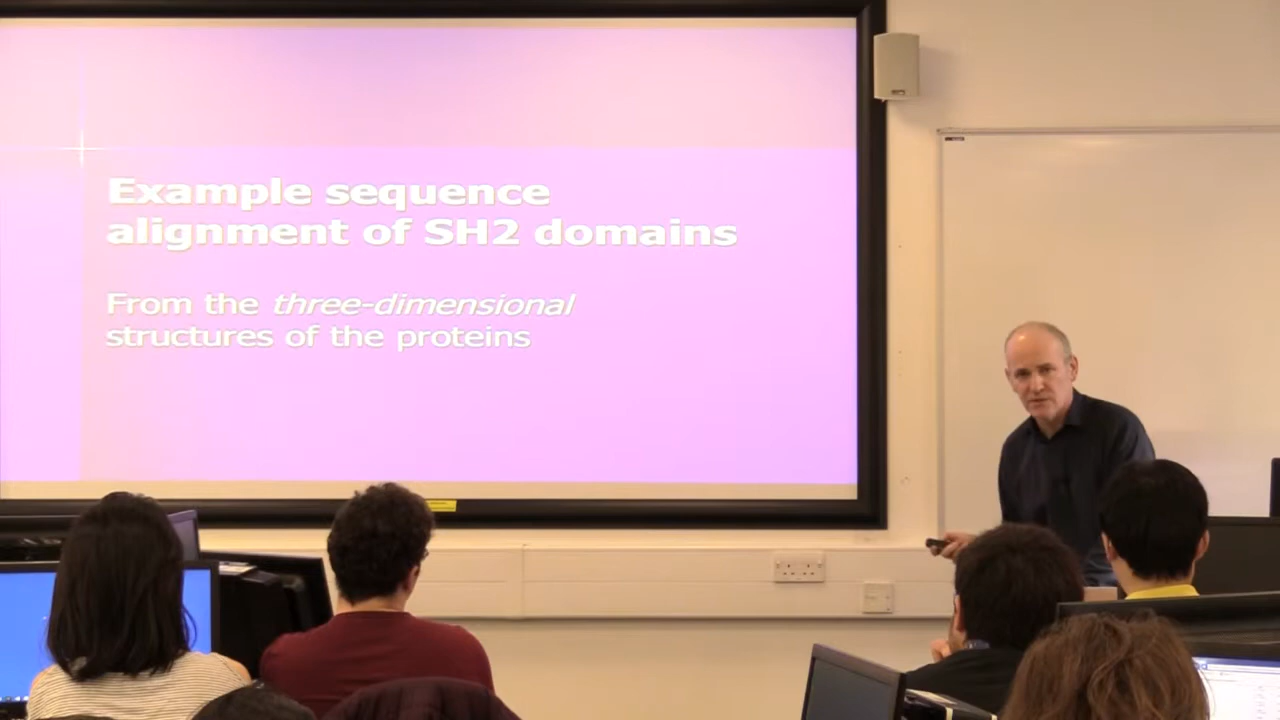 Example sequence
alignment of SH2 domains
From the three-dimensional
structures of the proteins